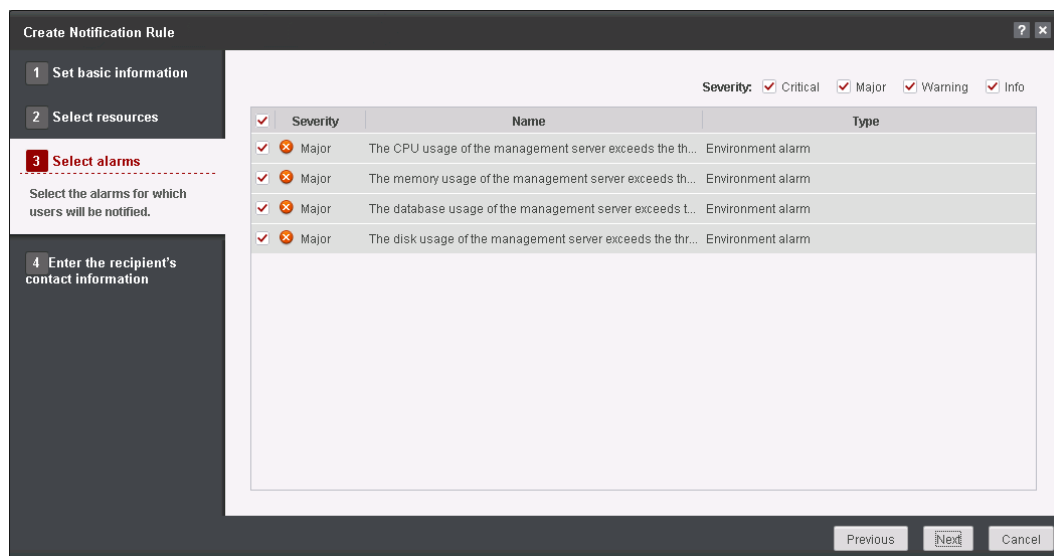 Create Notification Rule
? ×
1 Set basic information
2 Select resources
3 Select alarms
Select the alarms for which
users will be notified.
4 Enter the recipient's
contact information
Severity: Critical Major Warning Info
Severity Name Type
Major The CPU usage of the management server exceeds the th... Environment alarm
Major The memory usage of the management server exceeds th... Environment alarm
Major The database usage of the management server exceeds t... Environment alarm
Major The disk usage of the management server exceeds the thr... Environment alarm
Previous Next Cancel